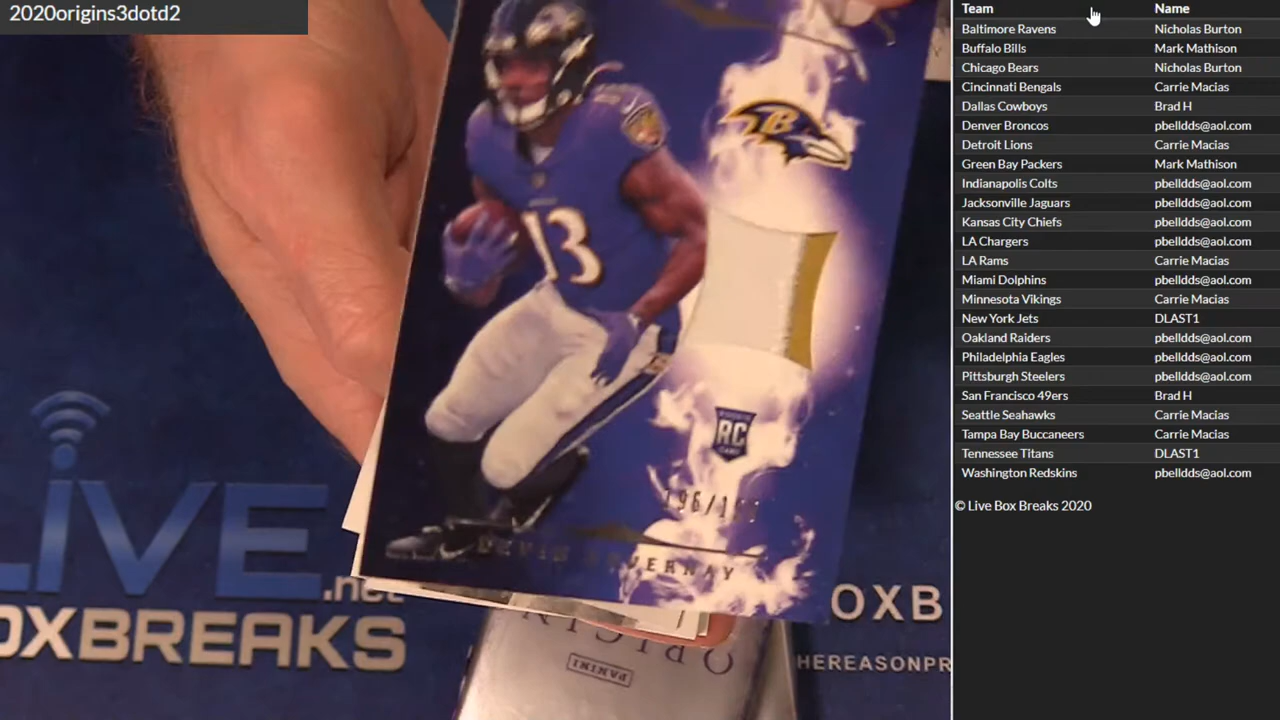 2020origins3dotd2
Team Name
Baltimore Ravens Nicholas Burton
Buffalo Bills Mark Mathison
Chicago Bears Nicholas Burton
Cincinnati Bengals Carrie Macias
Dallas Cowboys Brad H
Denver Broncos pbelldds@aol.com
Detroit Lions Carrie Macias
Green Bay Packers Mark Mathison
Indianapolis Colts pbelldds@aol.com
Jacksonville Jaguars pbelldds@aol.com
Kansas City Chiefs pbelldds@aol.com
LA Chargers pbelldds@aol.com
LA Rams Carrie Macias
Miami Dolphins pbelldds@aol.com
Minnesota Vikings Carrie Macias
New York Jets DLAST1
Oakland Raiders pbelldds@aol.com
Philadelphia Eagles pbelldds@aol.com
Pittsburgh Steelers pbelldds@aol.com
San Francisco 49ers Brad H
Seattle Seahawks Carrie Macias
Tampa Bay Buccaneers Carrie Macias
Tennessee Titans DLAST1
Washington Redskins pbelldds@aol.com
© Live Box Breaks 2020
B
13
RC
LIVE.net
OXBREAKS
OXB
HEREASONPR
PANINI